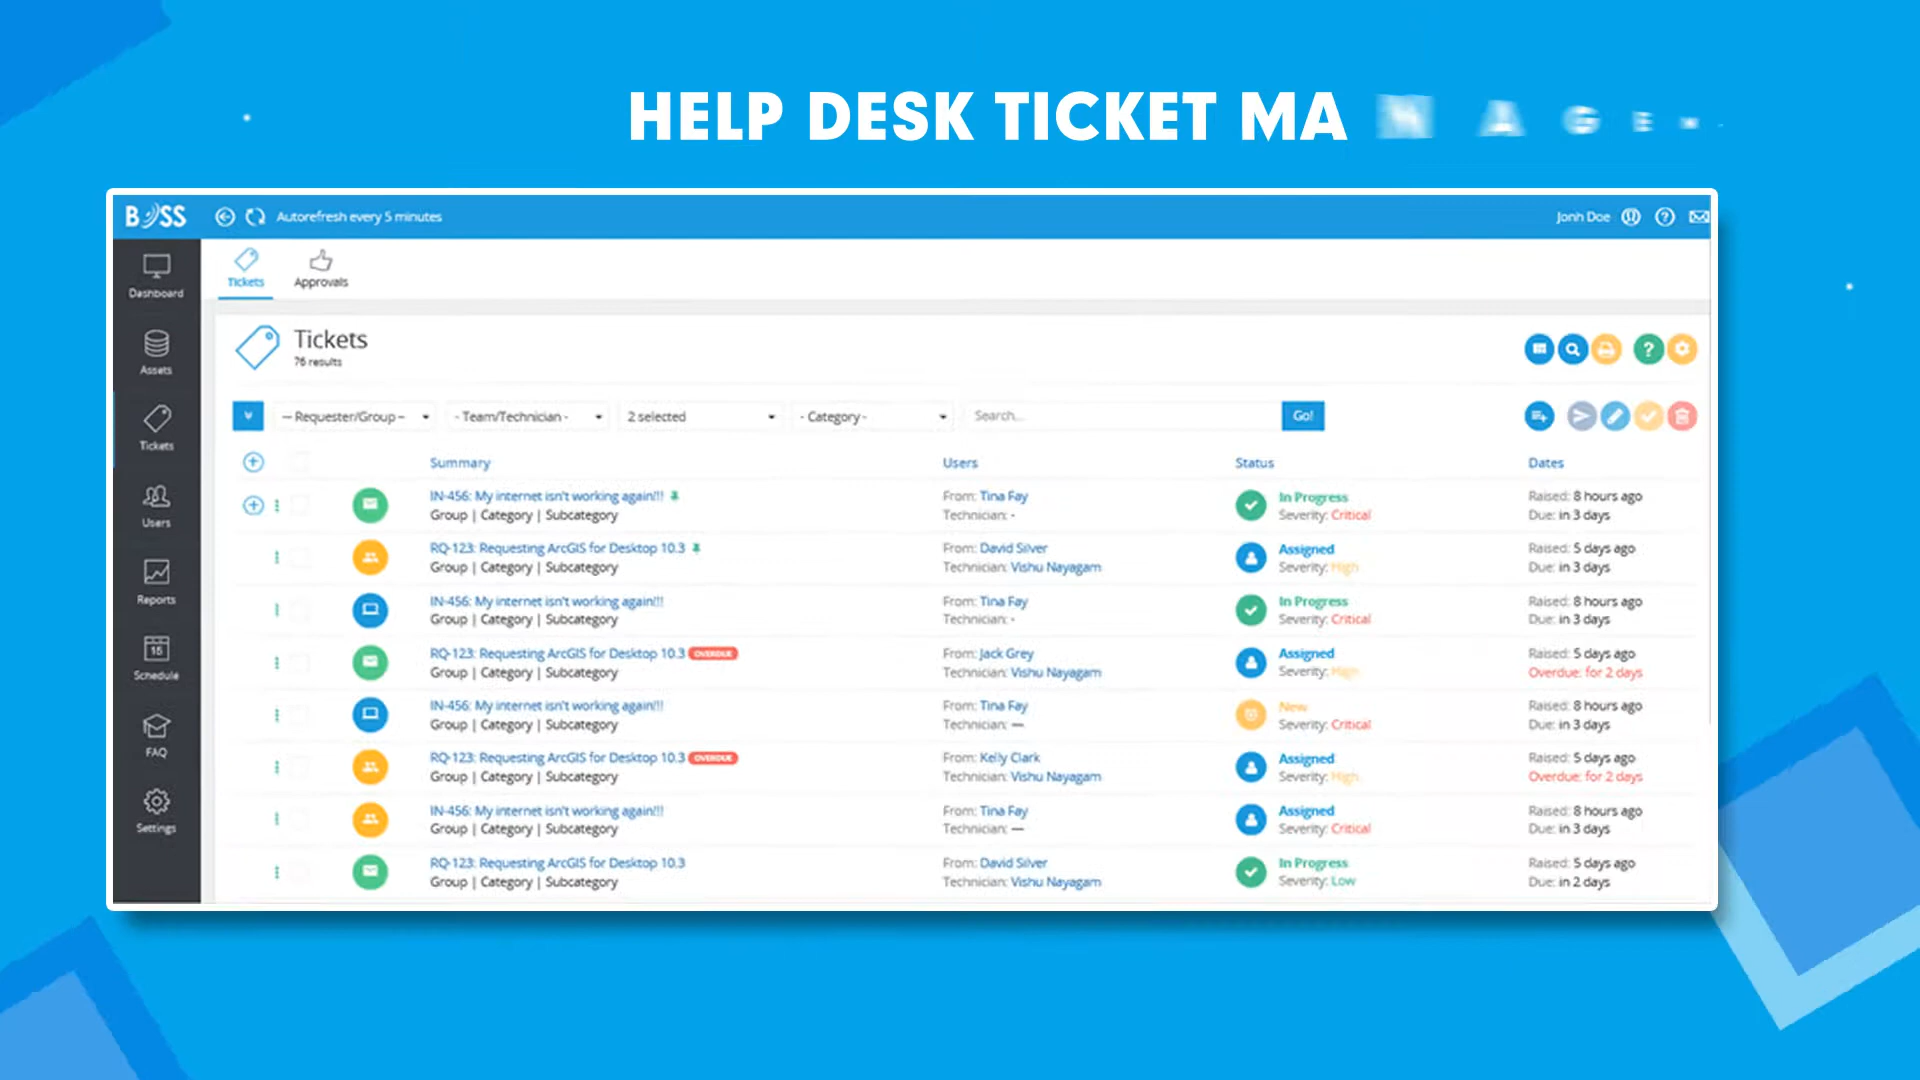 HELP DESK TICKET MANAGE
BOSS Autorefresh every 5 minutes Jonh Doe
Dashboard
Assets
Tickets
Users
Reports
15
Schedule
FAQ
Settings
Tickets Approvals
Tickets
76 results
-- Requester/Group -- - Team/Technician - 2 selected - Category - Search... Go!
Summary Users Status Dates
IN-456: My internet isn't working again!!! From: Tina Fay In Progress Raised: 8 hours ago
Group | Category | Subcategory Technician: - Severity: Critical Due: in 3 days
RQ-123: Requesting ArcGIS for Desktop 10.3 From: David Silver Assigned Raised: 5 days ago
Group | Category | Subcategory Technician: Vishu Nayagam Severity: High Due: in 3 days
IN-456: My internet isn't working again!!! From: Tina Fay In Progress Raised: 8 hours ago
Group | Category | Subcategory Technician: - Severity: Critical Due: in 3 days
RQ-123: Requesting ArcGIS for Desktop 10.3 OVERDUE From: Jack Grey Assigned Raised: 5 days ago
Group | Category | Subcategory Technician: Vishu Nayagam Severity: High Overdue: for 2 days
IN-456: My internet isn't working again!!! From: Tina Fay New Raised: 8 hours ago
Group | Category | Subcategory Technician: — Severity: Critical Due: in 3 days
RQ-123: Requesting ArcGIS for Desktop 10.3 OVERDUE From: Kelly Clark Assigned Raised: 5 days ago
Group | Category | Subcategory Technician: Vishu Nayagam Severity: High Overdue: for 2 days
IN-456: My internet isn't working again!!! From: Tina Fay Assigned Raised: 8 hours ago
Group | Category | Subcategory Technician: — Severity: Critical Due: in 3 days
RQ-123: Requesting ArcGIS for Desktop 10.3 From: David Silver In Progress Raised: 5 days ago
Group | Category | Subcategory Technician: Vishu Nayagam Severity: Low Due: in 2 days